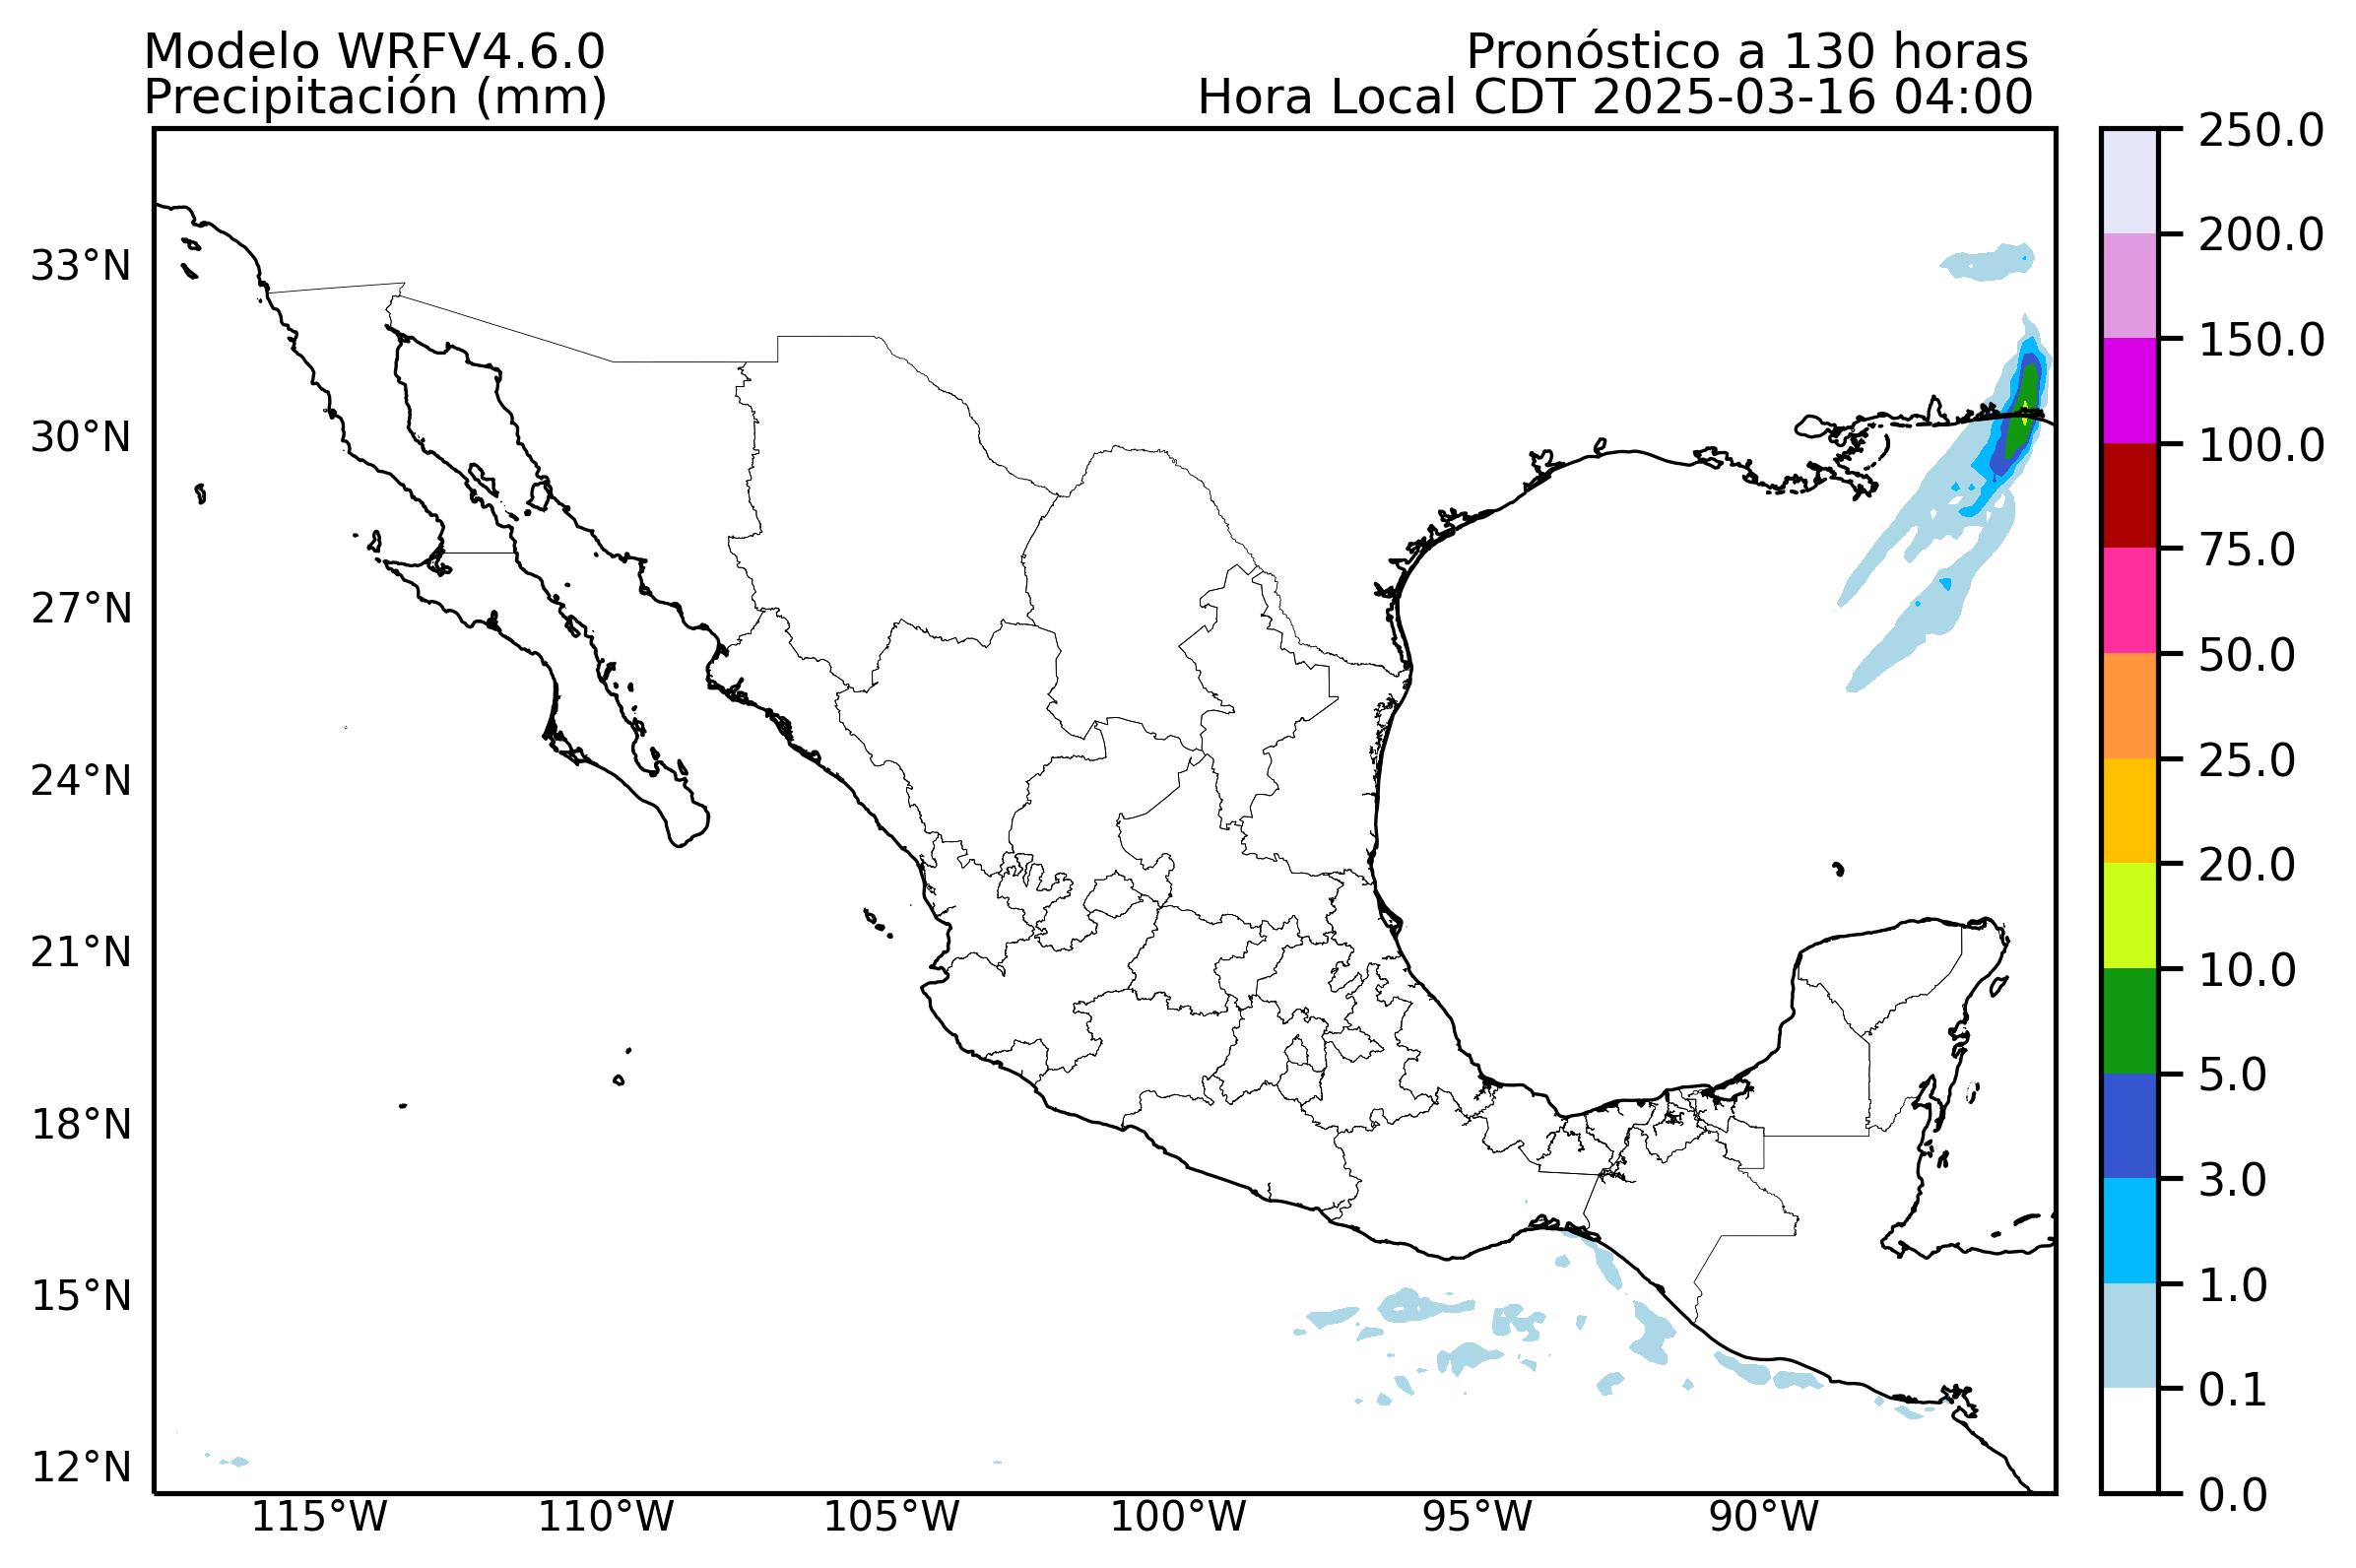 Modelo WRFV4.6.0
Precipitación (mm)
Pronóstico a 130 horas
Hora Local CDT 2025-03-16 04:00
33°N
30°N
27°N
24°N
21°N
18°N
15°N
12°N
115°W
110°W
105°W
100°W
95°W
90°W
250.0
200.0
150.0
100.0
75.0
50.0
25.0
20.0
10.0
5.0
3.0
1.0
0.1
0.0